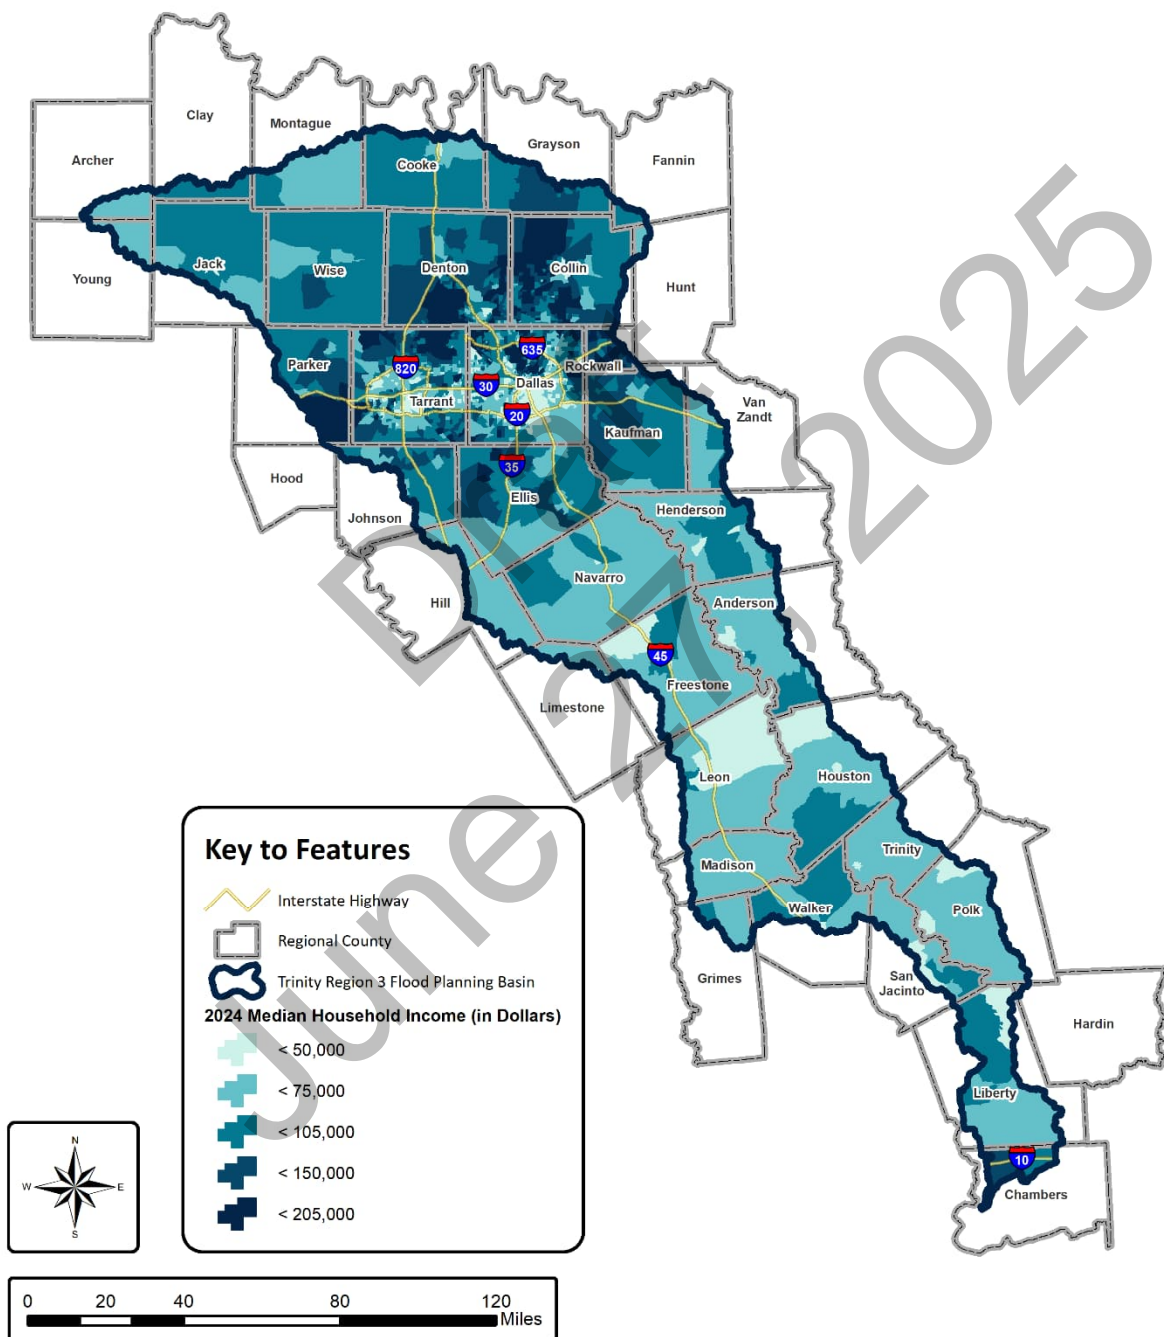 Clay
Montague
Grayson
Archer
Fannin
Cooke
Young
Jack
Wise
Denton
Collin
Hunt
Parker
820
635
Rockwall
30
Dallas
Tarrant
20
Van
Zandt
Kaufman
35
Hood
Ellis
Johnson
Henderson
Navarro
Hill
Anderson
45
Freestone
Limestone
Leon
Houston
Madison
Trinity
Walker
Polk
Grimes
San
Jacinto
Hardin
Liberty
10
Chambers
Draft
June 27, 2025
Key to Features
Interstate Highway
Regional County
Trinity Region 3 Flood Planning Basin
2024 Median Household Income (in Dollars)
< 50,000
< 75,000
< 105,000
< 150,000
< 205,000
N
W E
S
0 20 40 80 120
Miles